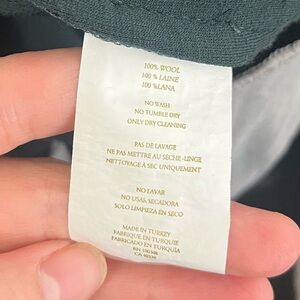 100% WOOL
100 % LAINE
100 %LANA
NO WASH
NO TUMBLE DRY
ONLY DRY CLEANING
PAS DE LAVAGE
NE PAS METTRE AU SECHE-LINGE
NETTOYAGE À SEC UNIQUEMENT
NO LAVAR
NO USAR, SECADORA
SOLO LIMPIEZA EN SECO
MADE IN TURKEY
FABRIQUE EN TURQUIE
FABRICADO EN TURQUIA
RN
CA